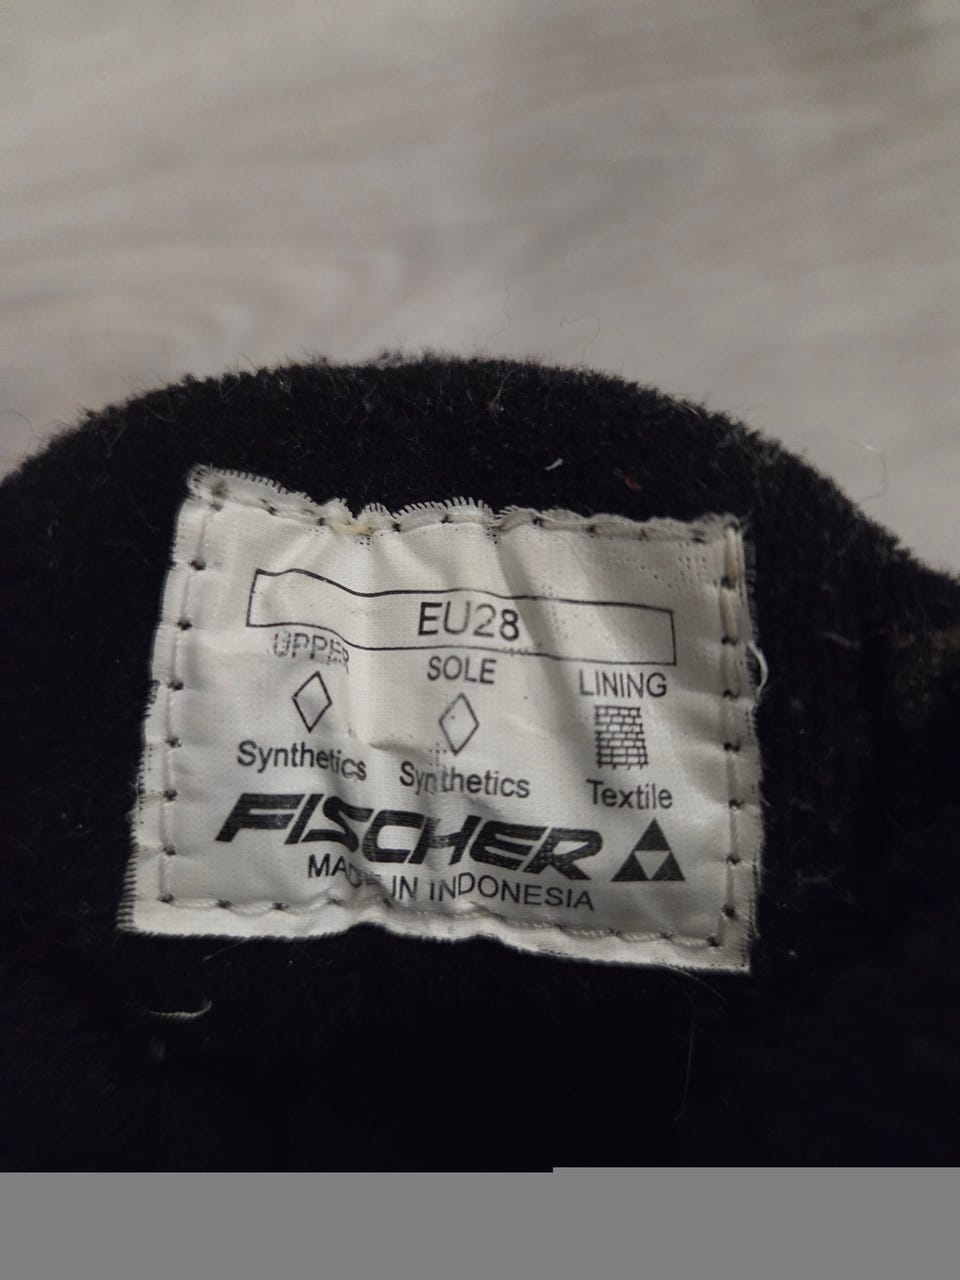 EU28
UPPER SOLE LINING
Synthetics Synthetics Textile
FISCHER
MADE IN INDONESIA